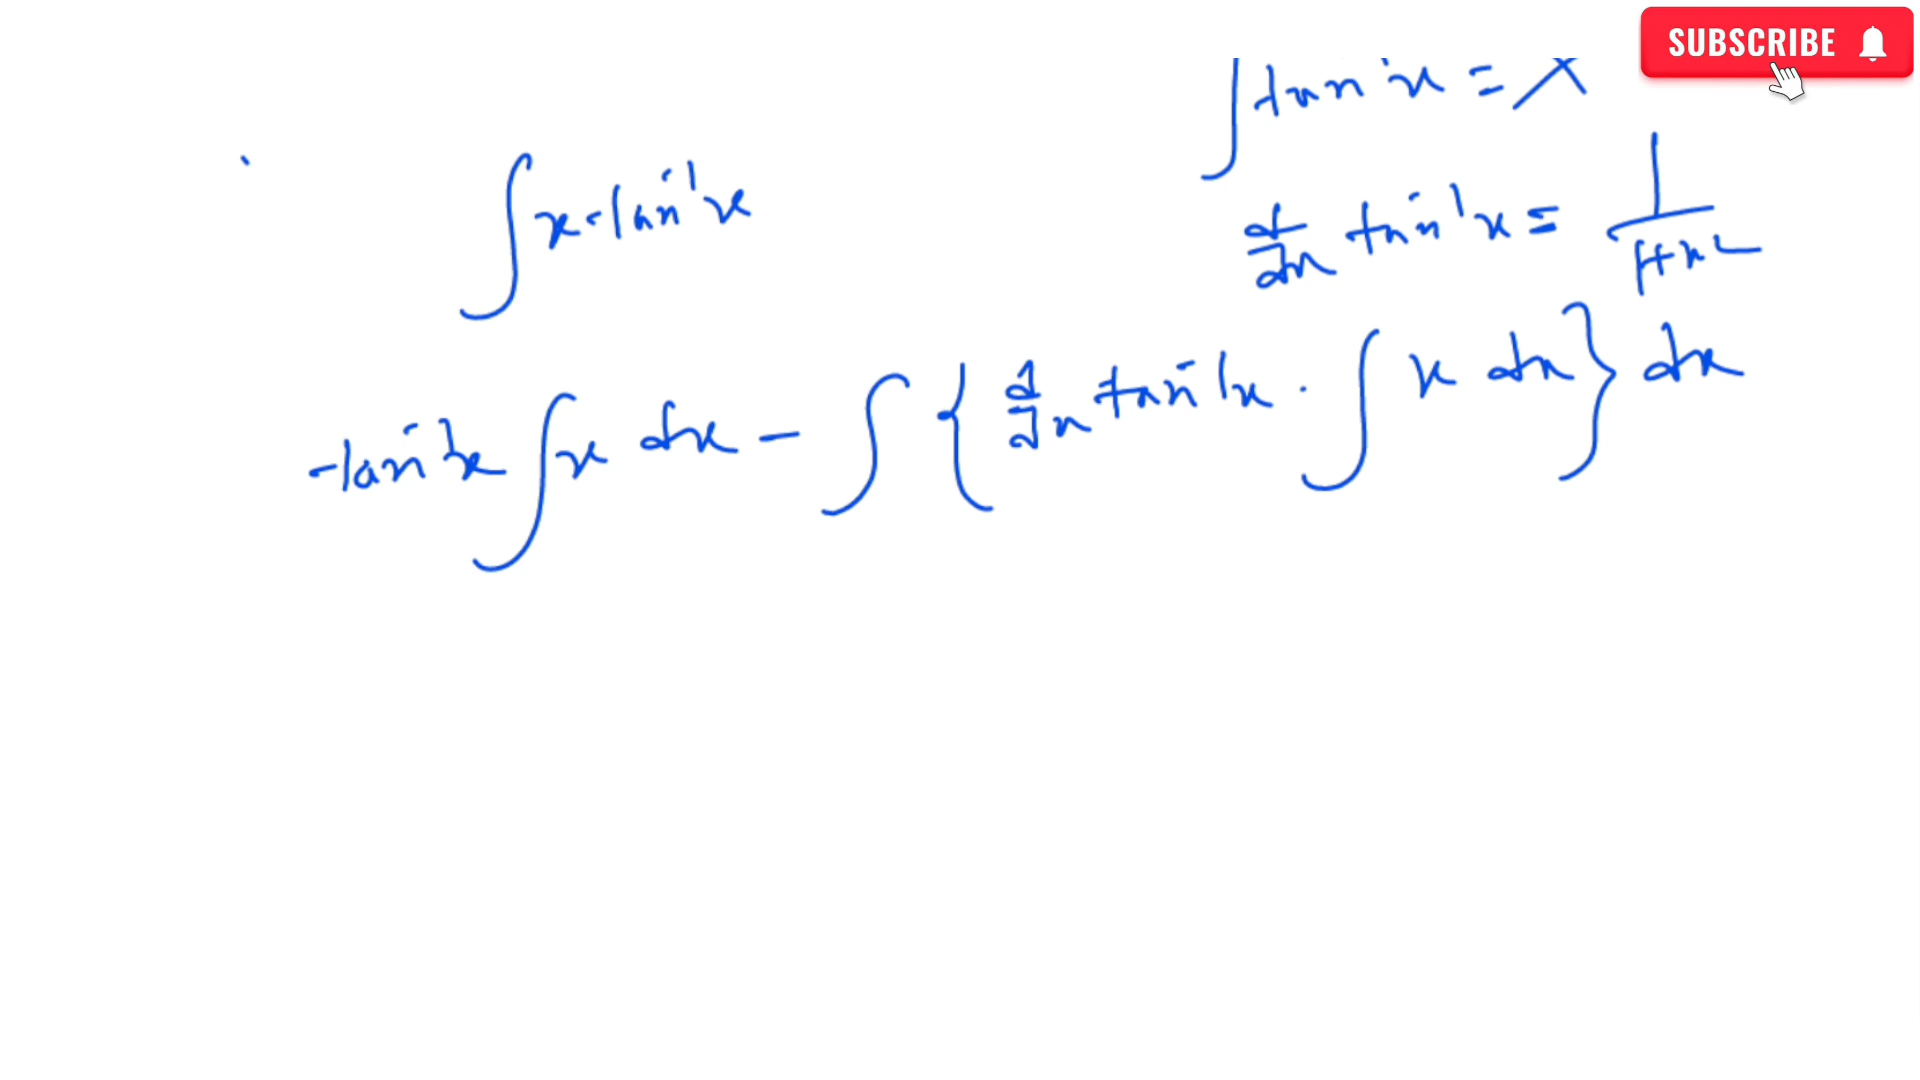 SUBSCRIBE
∫ tan⁻¹x = X
∫ x tan⁻¹x
d/dx tan⁻¹x = 1/(1+x²)
tan⁻¹x ∫ x dx - ∫ { d/dx tan⁻¹x · ∫ x dx } dx